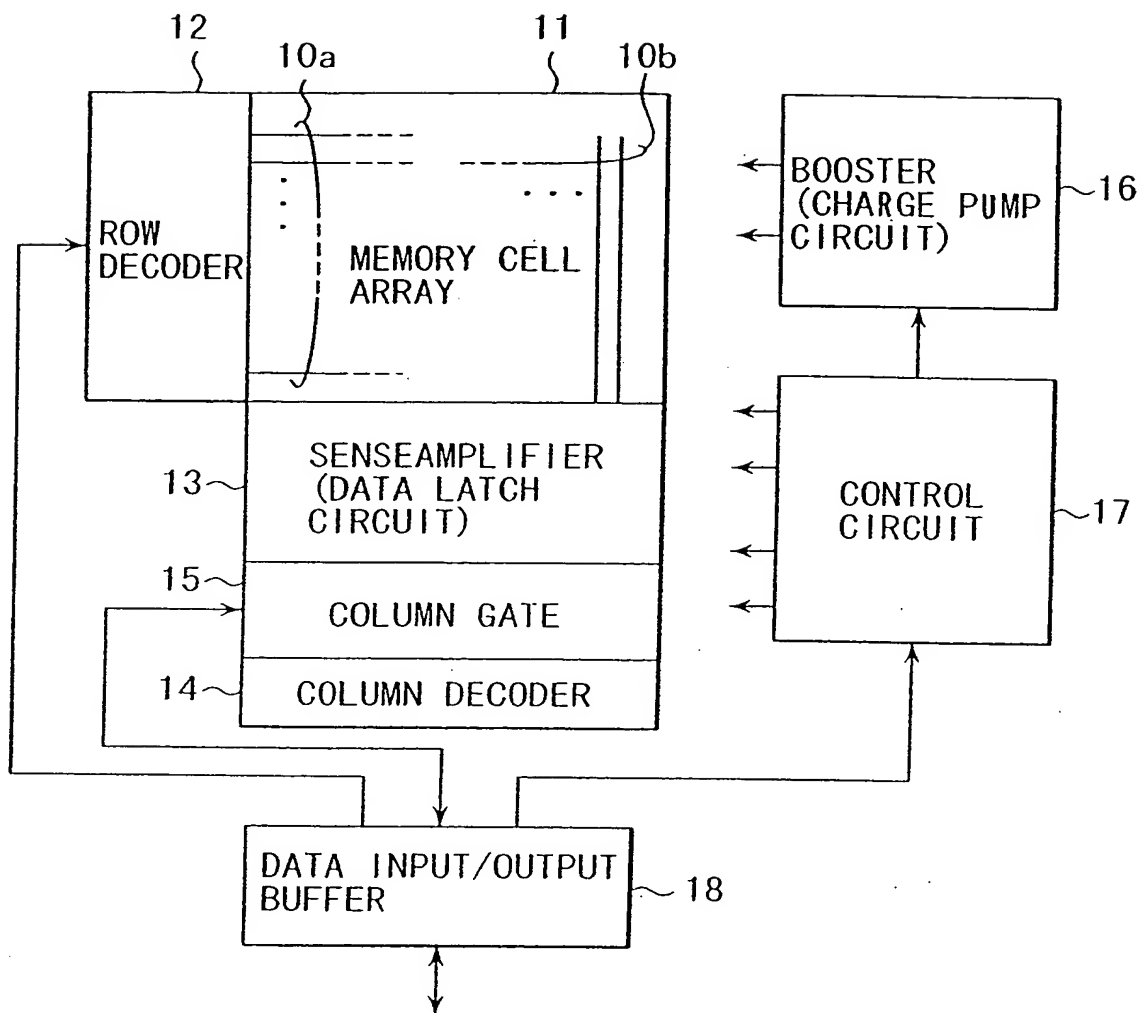 12
11
10a
10b
ROW
DECODER
MEMORY CELL
ARRAY
BOOSTER
(CHARGE PUMP
CIRCUIT)
16
SENSEAMPLIFIER
(DATA LATCH
CIRCUIT)
13
CONTROL
CIRCUIT
17
15
COLUMN GATE
14
COLUMN DECODER
DATA INPUT/OUTPUT
BUFFER
18